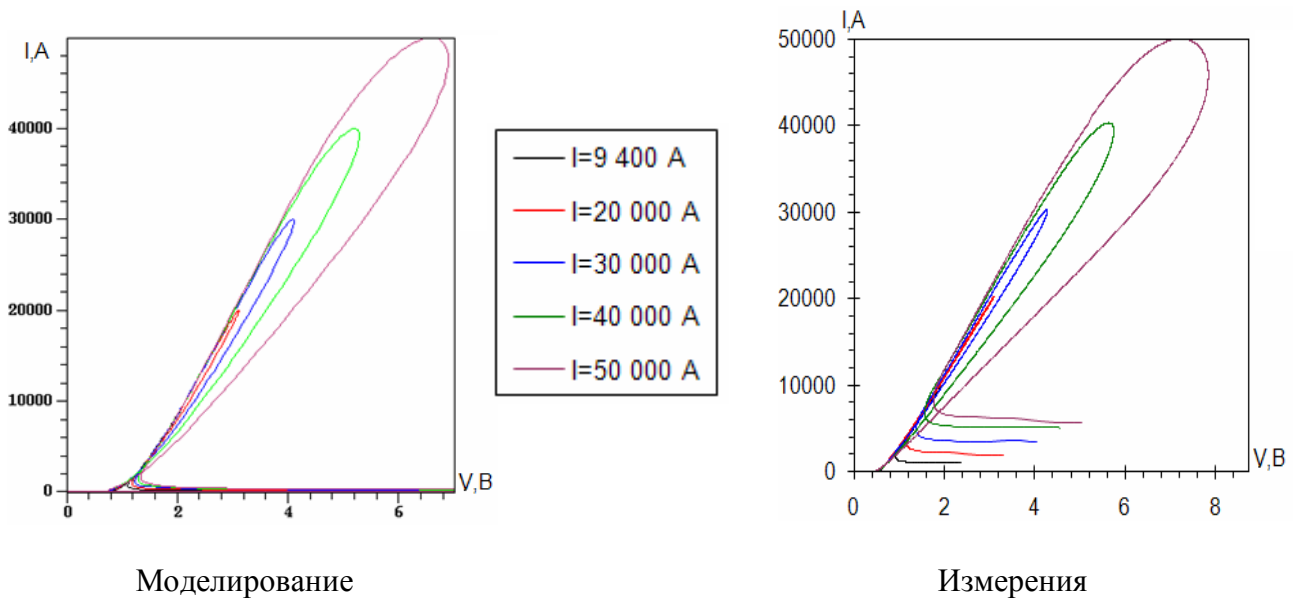 I,A
40000
30000
20000
10000
0
0 2 4 6
V,В
I=9 400 A
I=20 000 A
I=30 000 A
I=40 000 A
I=50 000 A
I,A
50000
40000
30000
20000
10000
0
0 2 4 6 8
V,В
Моделирование
Измерения